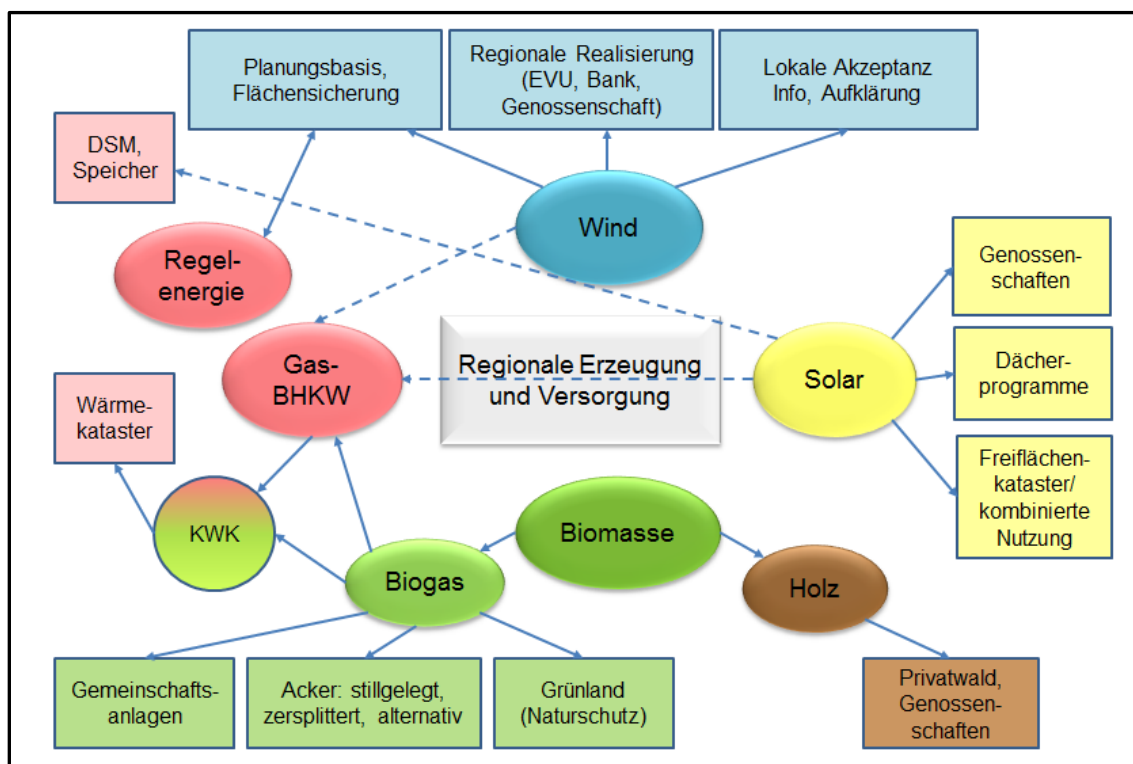 Planungsbasis,
Flächensicherung
Regionale Realisierung
(EVU, Bank,
Genossenschaft)
Lokale Akzeptanz
Info, Aufklärung
DSM,
Speicher
Wind
Regel-
energie
Genossen-
schaften
Gas-
BHKW
Regionale Erzeugung
und Versorgung
Solar
Dächer-
programme
Wärme-
kataster
Freiflächen-
kataster/
kombinierte
Nutzung
KWK
Biomasse
Biogas
Holz
Gemeinschafts-
anlagen
Acker: stillgelegt,
zersplittert, alternativ
Grünland
(Naturschutz)
Privatwald,
Genossen-
schaften